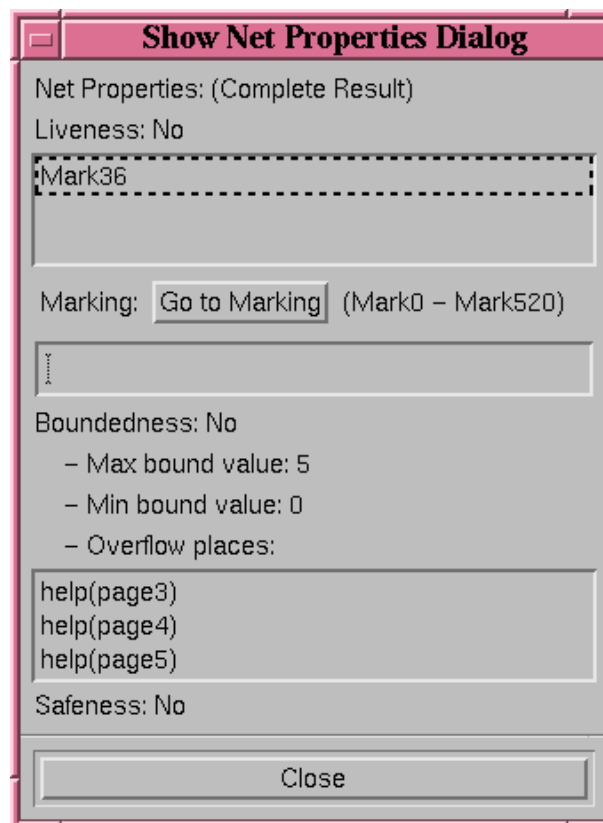 Show Net Properties Dialog
Net Properties: (Complete Result)
Liveness: No
Mark36
Marking: Go to Marking (Mark0 – Mark520)
Boundedness: No
– Max bound value: 5
– Min bound value: 0
– Overflow places:
help(page3)
help(page4)
help(page5)
Safeness: No
Close